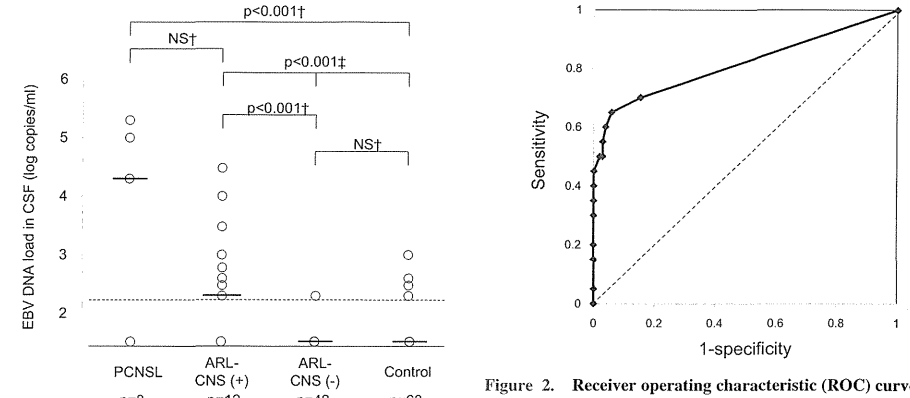 p<0.001†
NS†
p<0.001‡
p<0.001†
NS†
EBV DNA load in CSF (log copies/ml)
6
5
4
3
2
PCNSL
ARL-
CNS (+)
ARL-
CNS (-)
Control
Sensitivity
1
0.8
0.6
0.4
0.2
0
0
0.2
0.4
0.6
0.8
1
1-specificity
Figure 2. Receiver operating characteristic (ROC)